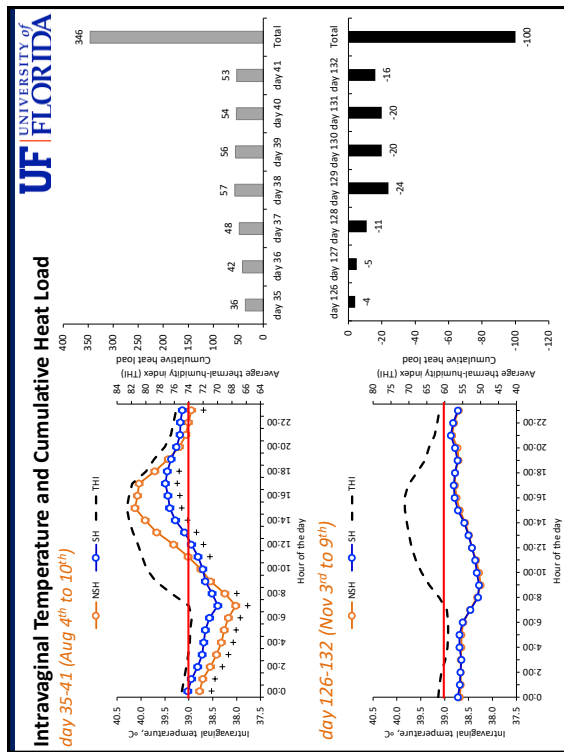 Intravaginal Temperature and Cumulative Heat Load
UF UNIVERSITY of
FLORIDA
day 35-41 (Aug 4th to 10th)
NSH SH THI
Intravaginal temperature, ºC
40.5
40.0
39.5
39.0
38.5
38.0
37.5
Average thermal-humidity index (THI)
84
82
80
78
76
74
72
70
68
66
64
+ + + + + + + + + + + + + + + +
0:00 2:00 4:00 6:00 8:00 10:00 12:00 14:00 16:00 18:00 20:00 22:00
Hour of the day
Cumulative heat load
400
350
300
250
200
150
100
50
0
36 42 48 57 56 54 53 346
day 35 day 36 day 37 day 38 day 39 day 40 day 41 Total
day 126-132 (Nov 3rd to 9th)
NSH SH THI
Intravaginal temperature, ºC
40.5
40.0
39.5
39.0
38.5
38.0
37.5
Average thermal-humidity index (THI)
80
75
70
65
60
55
50
45
40
0:00 2:00 4:00 6:00 8:00 10:00 12:00 14:00 16:00 18:00 20:00 22:00
Hour of the day
Cumulative heat load
0
-20
-40
-60
-80
-100
-120
-4 -5 -11 -24 -20 -20 -16 -100
day 126 day 127 day 128 day 129 day 130 day 131 day 132 Total